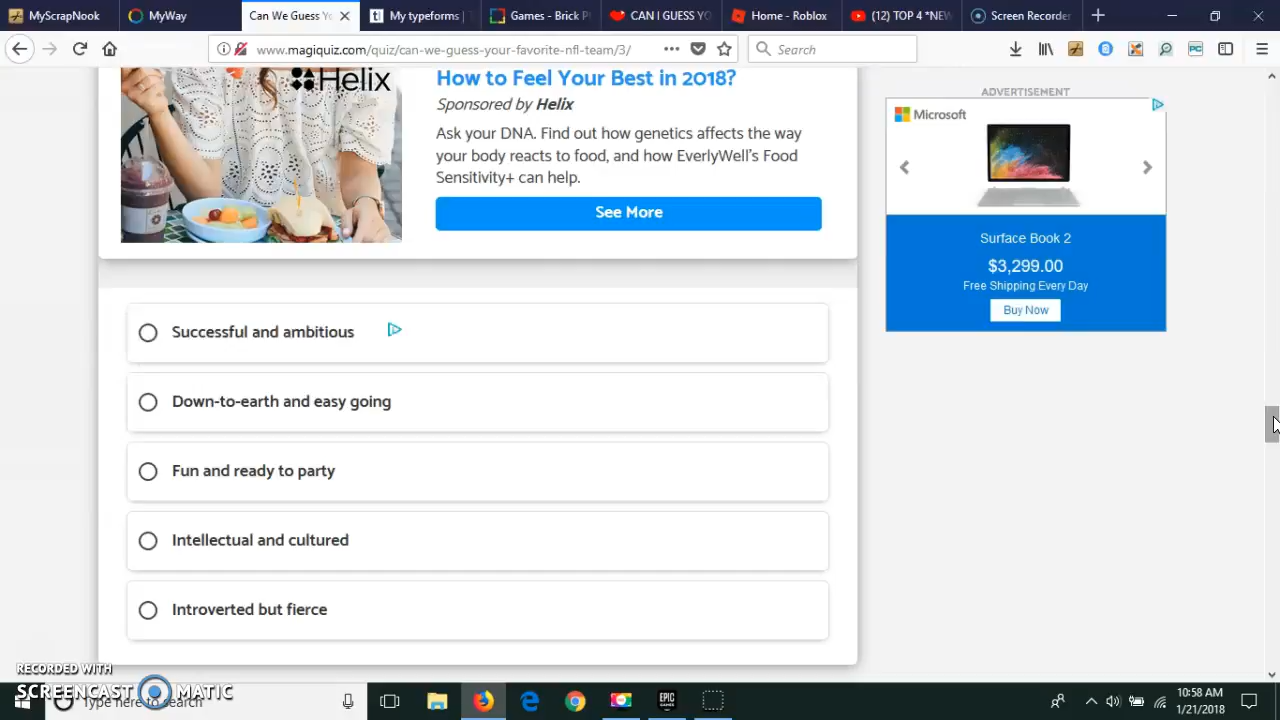 MyScrapNook
MyWay
Can We Guess Yo
My typeforms
Games - Brick P
CAN I GUESS YO
Home - Roblox
(12) TOP 4 *NEW
Screen Recorder
www.magiquiz.com/quiz/can-we-guess-your-favorite-nfl-team/3/
Search
Helix
How to Feel Your Best in 2018?
Sponsored by Helix
Ask your DNA. Find out how genetics affects the way
your body reacts to food, and how EverlyWell's Food
Sensitivity+ can help.
See More
ADVERTISEMENT
Microsoft
Surface Book 2
$3,299.00
Free Shipping Every Day
Buy Now
Successful and ambitious
Down-to-earth and easy going
Fun and ready to party
Intellectual and cultured
Introverted but fierce
RECORDED WITH
SCREENCAST MATIC
Type here to search
EPIC
GAMES
10:58 AM
1/21/2018